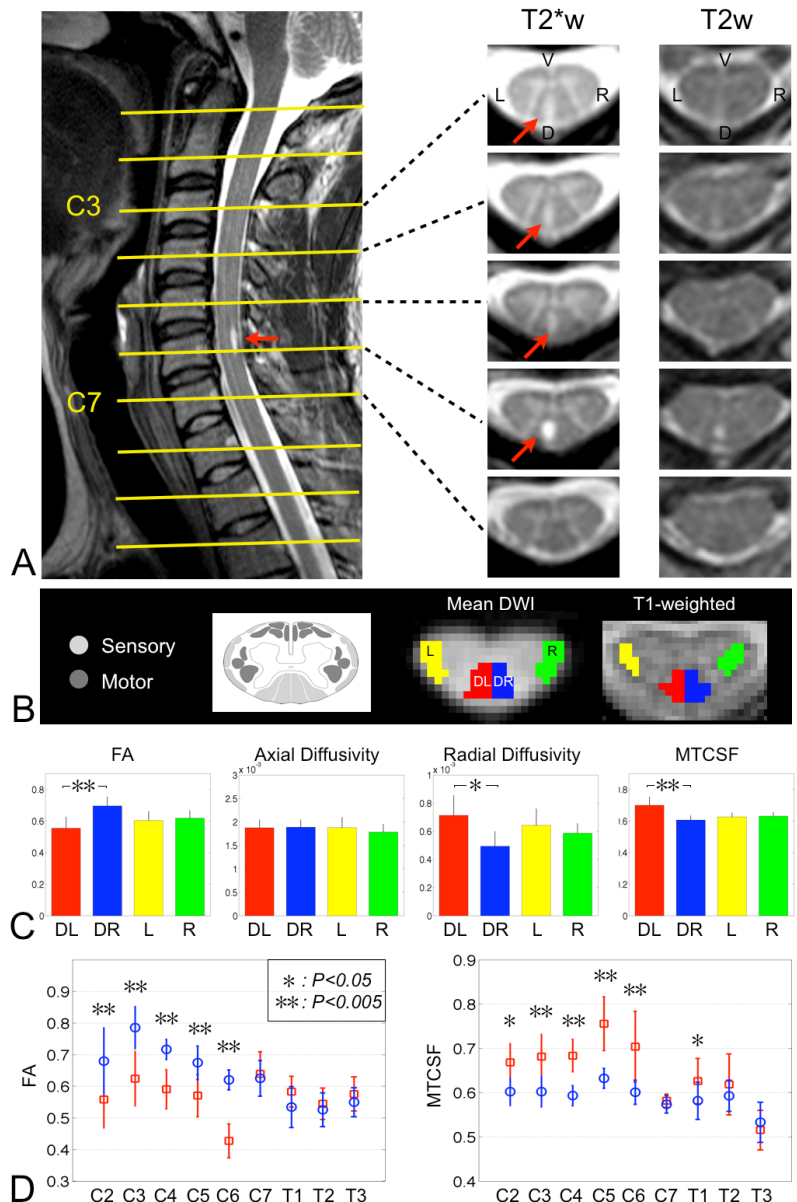 T2*w T2w
V V
L R L R
D D
C3
C7
A
Mean DWI T1-weighted
Sensory
Motor
L R
DL DR
B
FA Axial Diffusivity Radial Diffusivity MTCSF
x 10⁻³ x 10⁻³
** * **
0.8 3 1 1.8
0.6 2.5 0.8 1.6
0.4 2 0.6 1.4
0.2 1.5 0.4 1.2
0 1 0.2 0
0.5 0
0
DL DR L R DL DR L R DL DR L R DL DR L R
C
* : P<0.05
** : P<0.005
** ** ** ** **
* ** ** ** ** *
0.9 0.9
0.8 0.8
0.7 0.7
0.6 0.6
0.5 0.5
0.4 0.4
0.3
FA
MTCSF
C2 C3 C4 C5 C6 C7 T1 T2 T3
C2 C3 C4 C5 C6 C7 T1 T2 T3
D